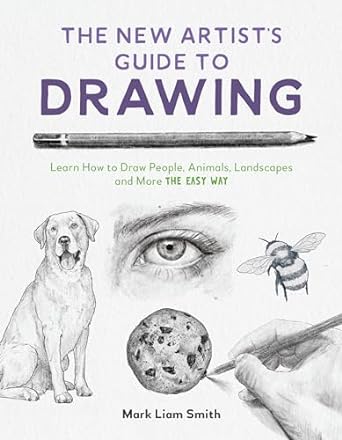 THE NEW ARTIST'S
GUIDE TO
DRAWING
Learn How to Draw People, Animals, Landscapes
and More THE EASY WAY
Mark Liam Smith